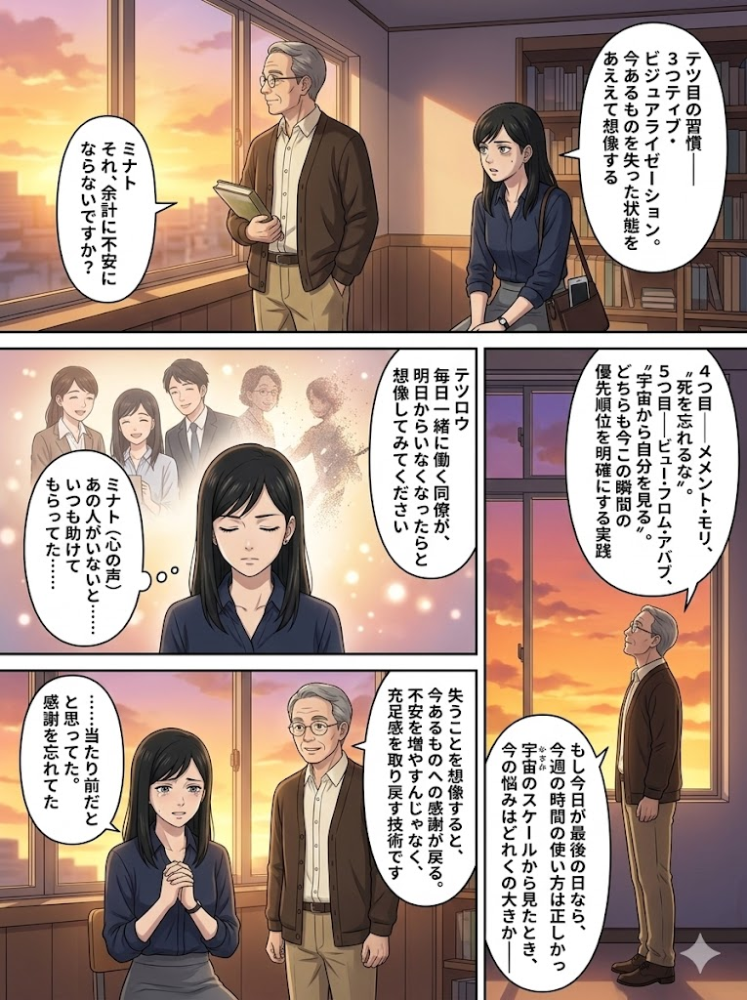 テツ目の習慣――
3つティブ・
ビジュアライゼーション。
今あるものを失った状態を
あええて想像する
ミナト
それ、余計に不安に
ならないですか？
4つ目――メメント・モリ、
“死を忘れるな”。
5つ目――ビュー・フロム・アバブ、
“宇宙から自分を見る”。
どちらも今この瞬間の
優先順位を明確にする実践
テツロウ
毎日一緒に働く同僚が、
明日からいなくなったらと
想像してみてください
ミナト（心の声）
あの人がいないと……
いつも助けて
もらってた……
もし今日が最後の日なら、
今週の時間の使い方は正しかっ
宇宙のスケールから見たとき、
今の悩みはどれくの大きか―
失うことを想像すると、
今あるものへの感謝が戻る。
不安を増やすんじゃなく、
充足感を取り戻す技術です
……当たり前だと
と思ってた。
感謝を忘れてた